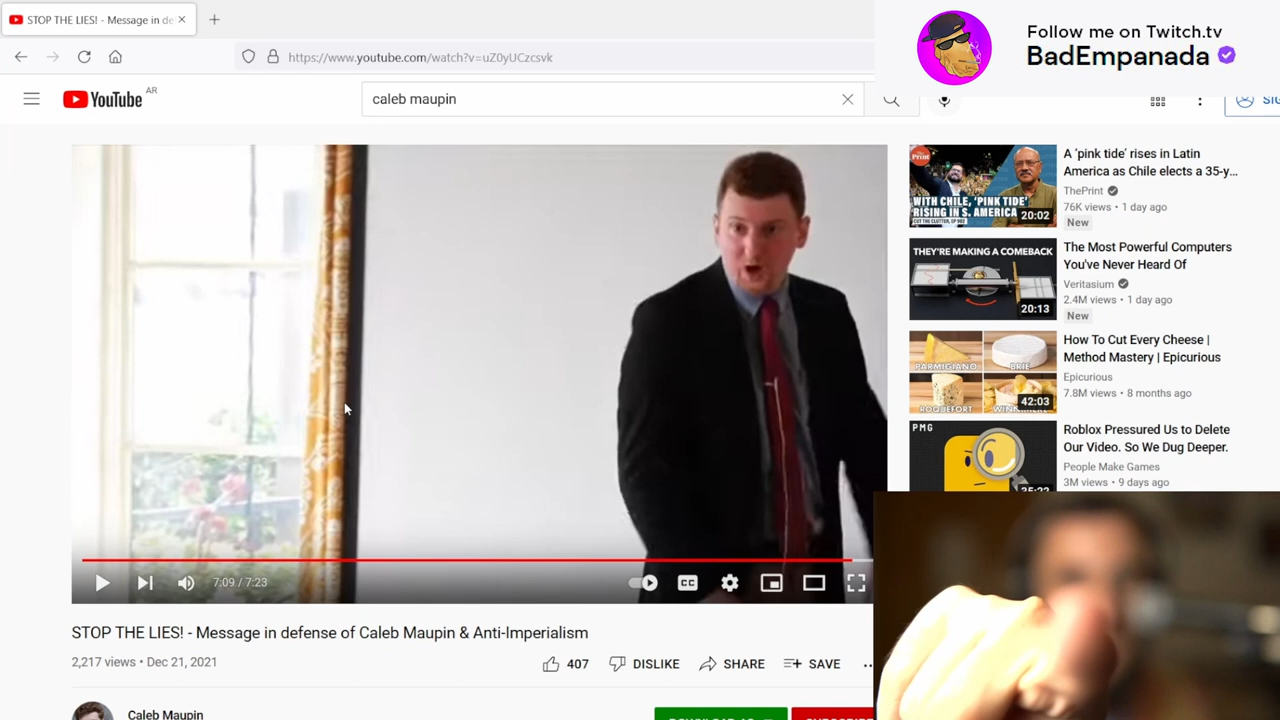 STOP THE LIES! - Message in de
https://www.youtube.com/watch?v=uZ0yUCzcsvk
Follow me on Twitch.tv
BadEmpanada
YouTube AR
caleb maupin
7:09 / 7:23
CC
STOP THE LIES! - Message in defense of Caleb Maupin & Anti-Imperialism
2,217 views • Dec 21, 2021
407
DISLIKE
SHARE
SAVE
Caleb Maupin
The Print
WITH CHILE, 'PINK TIDE'
RISING IN S. AMERICA
20:02
A 'pink tide' rises in Latin
America as Chile elects a 35-y...
ThePrint
76K views • 1 day ago
New
THEY'RE MAKING A COMEBACK
20:13
The Most Powerful Computers
You've Never Heard Of
Veritasium
2.4M views • 1 day ago
New
PARMIGIANO
BRIE
ROQUEFORT
42:03
How To Cut Every Cheese |
Method Mastery | Epicurious
Epicurious
7.8M views • 8 months ago
PMG
Roblox Pressured Us to Delete
Our Video. So We Dug Deeper.
People Make Games
3M views • 9 days ago